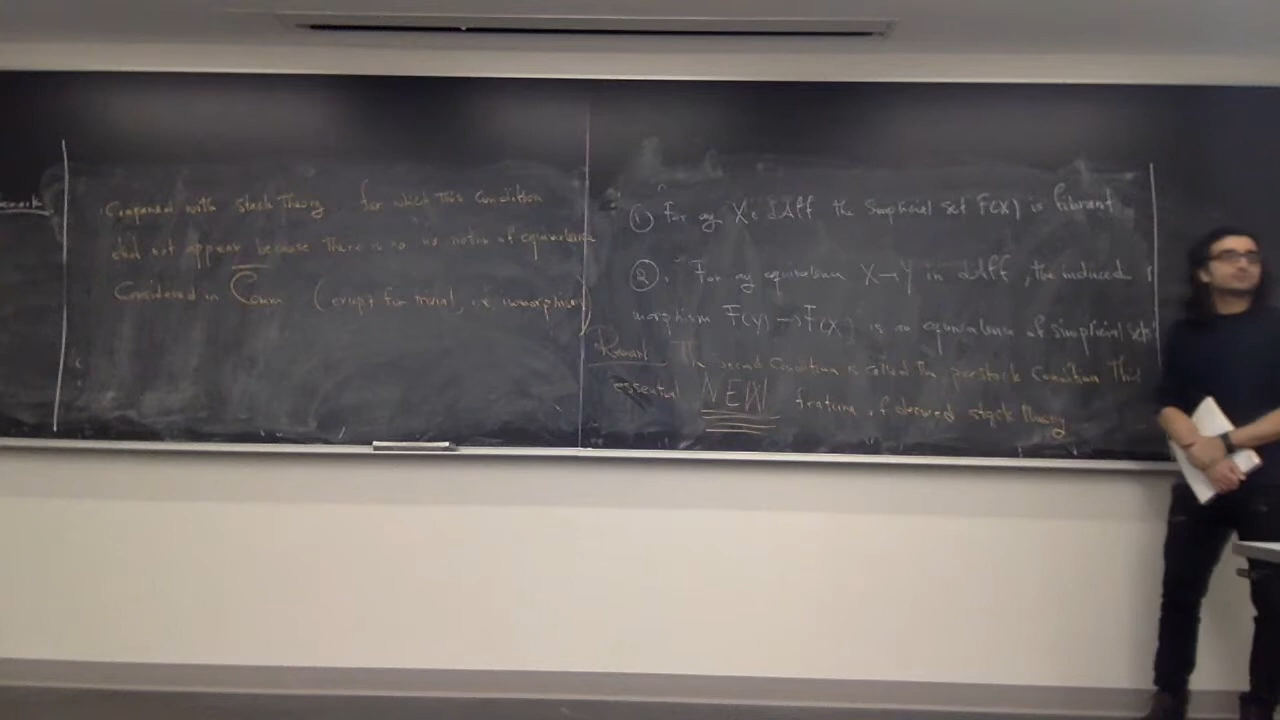 Remark
Compared with stack Theory for which This Condition
did not appear because There is no no notion of equivalence
Considered in Comm (except for trivial, i.e. isomorphisms)
① For any X ∈ dAff the Simplicial Set F(X) is fibrant
② For any equivalence X → Y in dAff, the induced
morphism F(Y) → F(X) is an equivalence of simplicial sets
Remark The second Condition is called The prestack Condition This
essential NEW feature of derived stack Theory